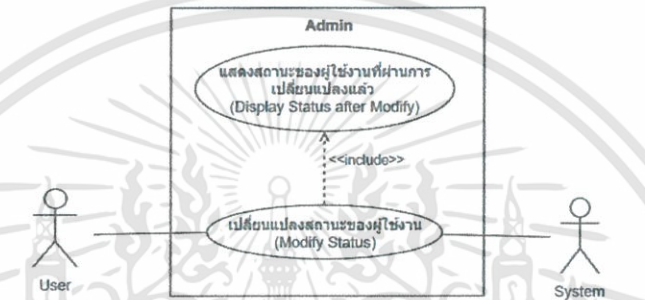 Admin
แสดงสถานะของผู้ใช้งานที่ผ่านการ
เปลี่ยนแปลงแล้ว
(Display Status after Modify)
<<include>>
เปลี่ยนแปลงสถานะของผู้ใช้งาน
(Modify Status)
User
System